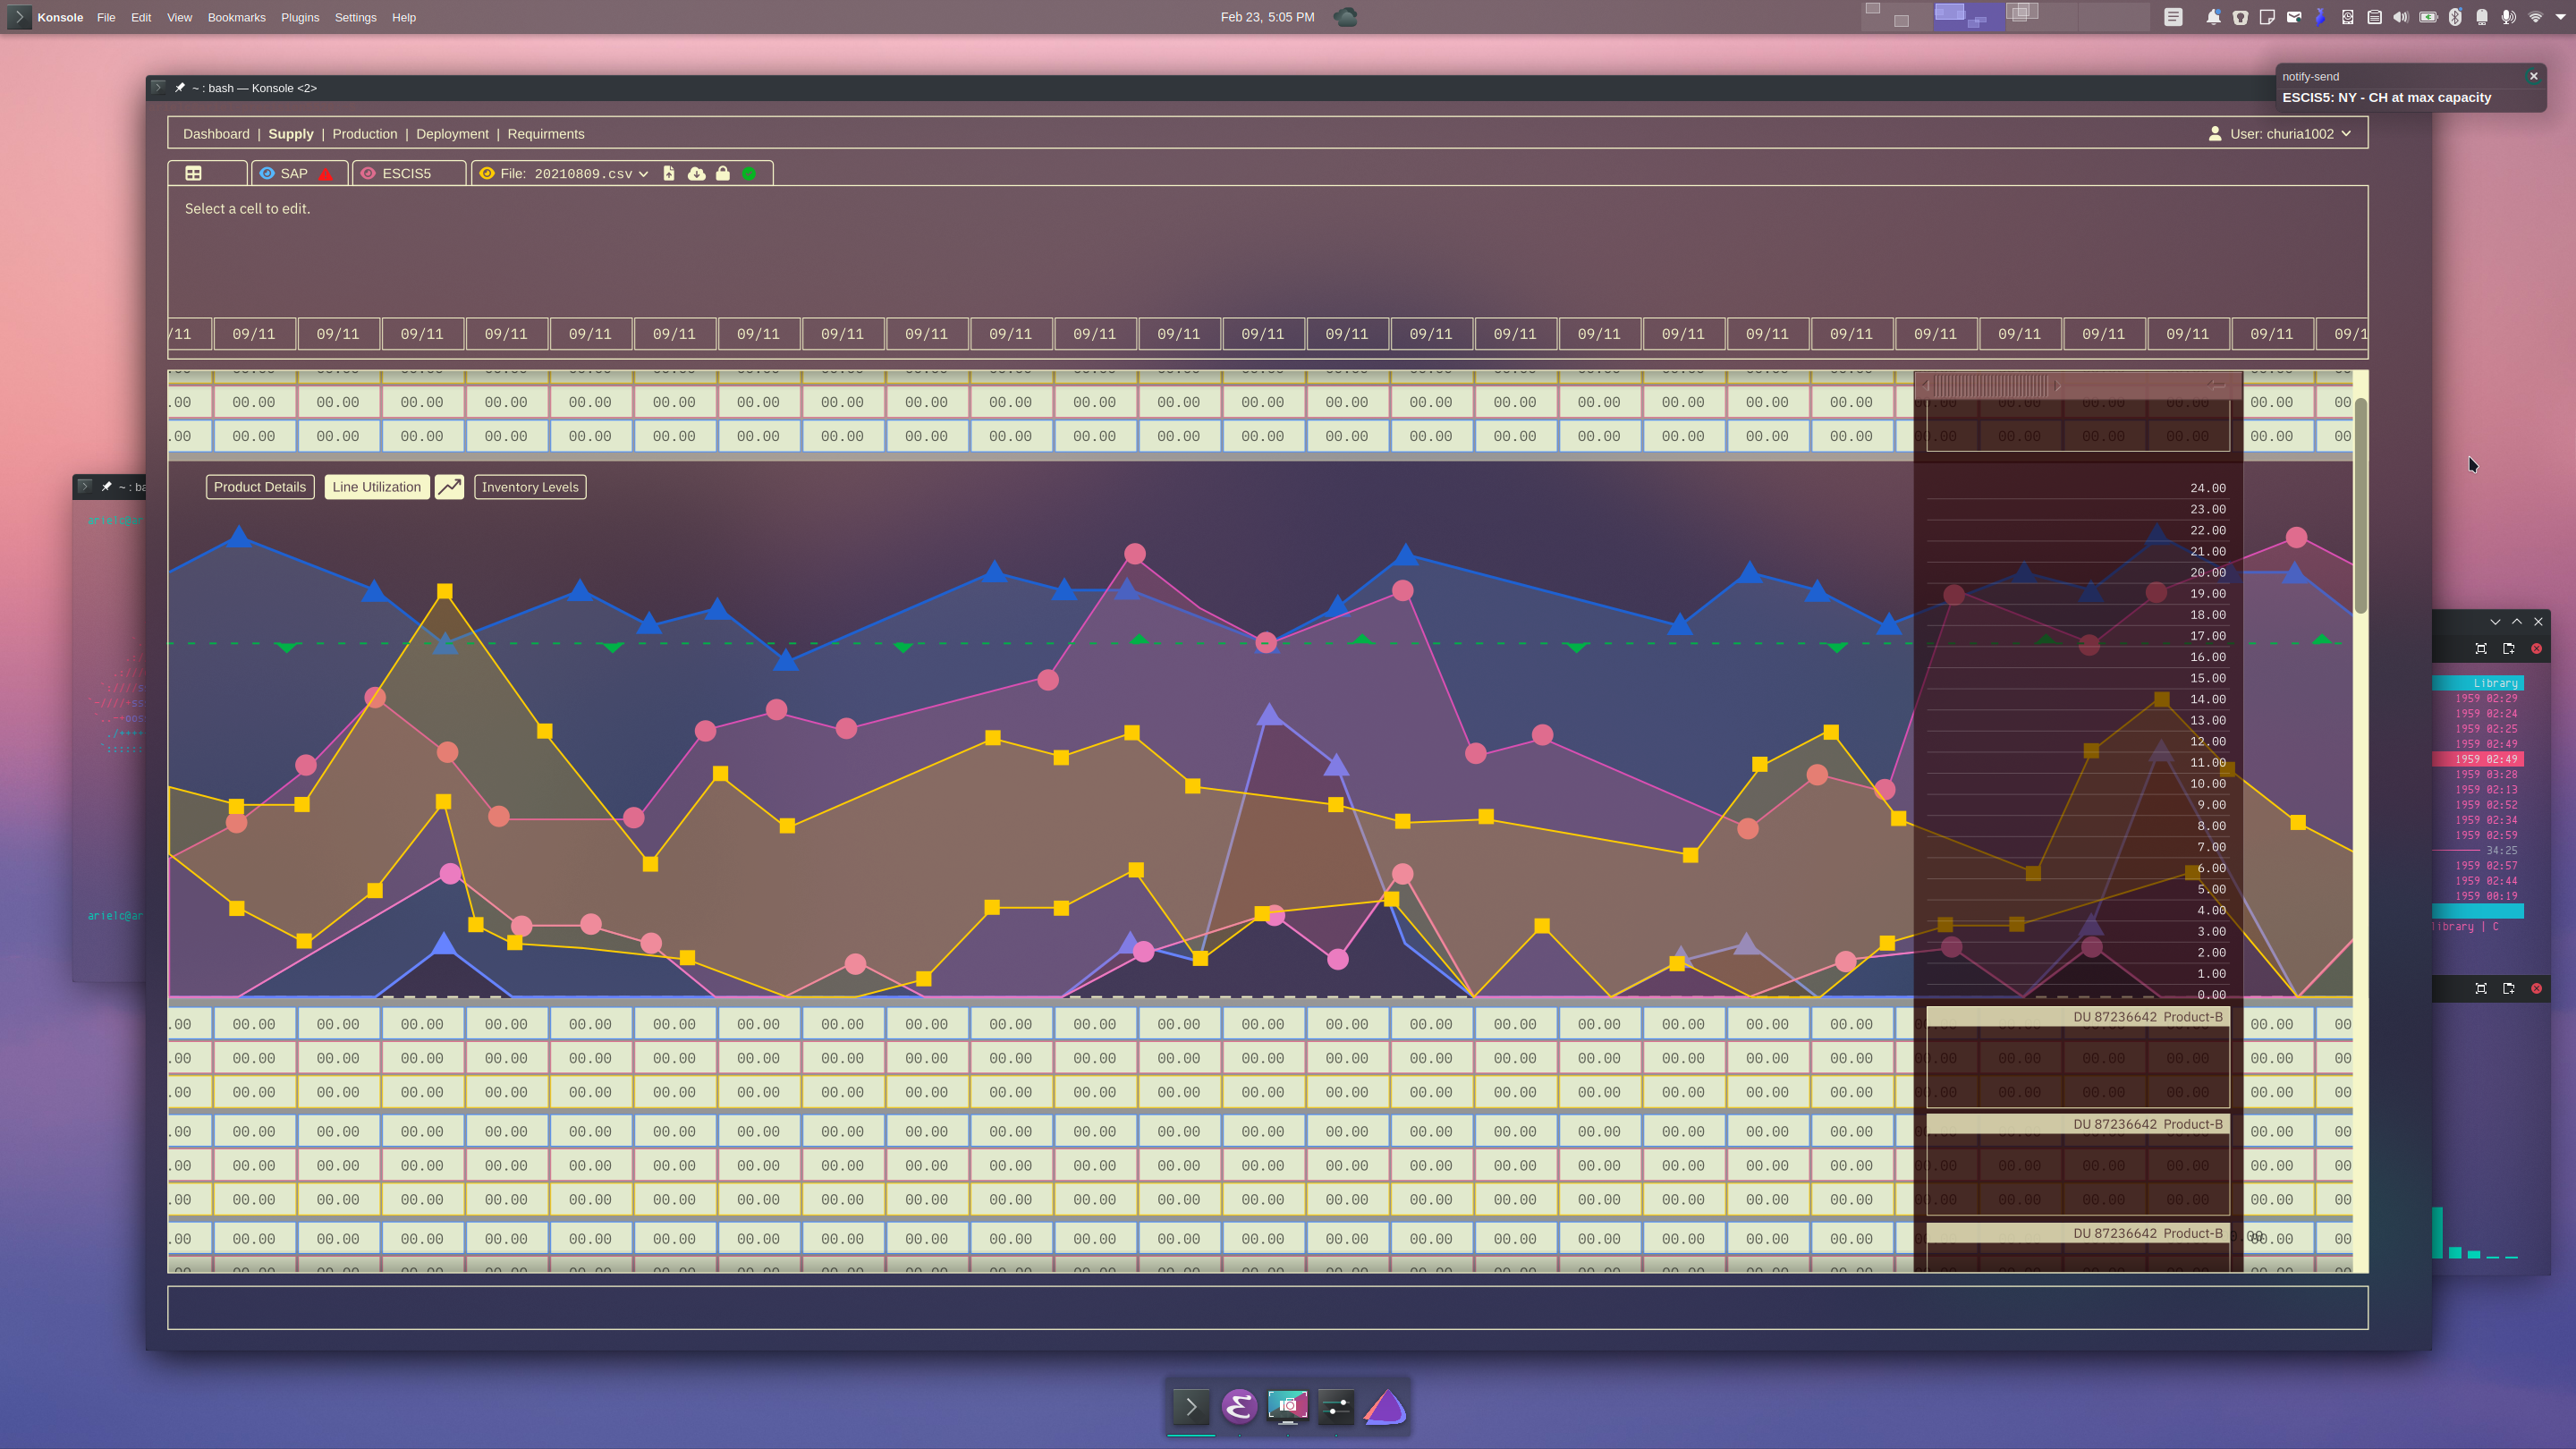 Konsole File Edit View Bookmarks Plugins Settings Help
Feb 23, 5:05 PM
notify-send
ESCIS5: NY - CH at max capacity
~ : bash — Konsole <2>
Dashboard | Supply | Production | Deployment | Requirments
User: churia1002
SAP
ESCIS5
File: 20210809.csv
Select a cell to edit.
/11 09/11 09/11 09/11 09/11 09/11 09/11 09/11 09/11 09/11 09/11 09/11 09/11 09/11 09/11 09/11 09/11 09/11 09/11 09/11 09/11 09/11 09/11 09/11 09/11 09/1
.00 00.00 00.00 00.00 00.00 00.00 00.00 00.00 00.00 00.00 00.00 00.00 00.00 00.00 00.00 00.00 00.00 00.00 00.00 00.00 00.00 00.00 00.00 00.00 00.00 00
.00 00.00 00.00 00.00 00.00 00.00 00.00 00.00 00.00 00.00 00.00 00.00 00.00 00.00 00.00 00.00 00.00 00.00 00.00 00.00 00.00 00.00 00.00 00.00 00.00 00
Product Details
Line Utilization
Inventory Levels
24.00
23.00
22.00
21.00
20.00
19.00
18.00
17.00
16.00
15.00
14.00
13.00
12.00
11.00
10.00
9.00
8.00
7.00
6.00
5.00
4.00
3.00
2.00
1.00
0.00
DU 87236642 Product-B
.00 00.00 00.00 00.00 00.00 00.00 00.00 00.00 00.00 00.00 00.00 00.00 00.00 00.00 00.00 00.00 00.00 00.00 00.00 00.00 00.00 00.00 00.00 00.00 00.00 00
.00 00.00 00.00 00.00 00.00 00.00 00.00 00.00 00.00 00.00 00.00 00.00 00.00 00.00 00.00 00.00 00.00 00.00 00.00 00.00 00.00 00.00 00.00 00.00 00.00 00
.00 00.00 00.00 00.00 00.00 00.00 00.00 00.00 00.00 00.00 00.00 00.00 00.00 00.00 00.00 00.00 00.00 00.00 00.00 00.00 00.00 00.00 00.00 00.00 00.00 00
DU 87236642 Product-B
.00 00.00 00.00 00.00 00.00 00.00 00.00 00.00 00.00 00.00 00.00 00.00 00.00 00.00 00.00 00.00 00.00 00.00 00.00 00.00 00.00 00.00 00.00 00.00 00.00 00
.00 00.00 00.00 00.00 00.00 00.00 00.00 00.00 00.00 00.00 00.00 00.00 00.00 00.00 00.00 00.00 00.00 00.00 00.00 00.00 00.00 00.00 00.00 00.00 00.00 00
.00 00.00 00.00 00.00 00.00 00.00 00.00 00.00 00.00 00.00 00.00 00.00 00.00 00.00 00.00 00.00 00.00 00.00 00.00 00.00 00.00 00.00 00.00 00.00 00.00 00
DU 87236642 Product-B
.00 00.00 00.00 00.00 00.00 00.00 00.00 00.00 00.00 00.00 00.00 00.00 00.00 00.00 00.00 00.00 00.00 00.00 00.00 00.00 00.00 00
~ : ba
arielc@ar
arielc@ar
Library
1959 02:29
1959 02:24
1959 02:25
1959 02:49
1959 02:49
1959 03:28
1959 02:13
1959 02:52
1959 02:34
1959 02:59
34:25
1959 02:57
1959 02:44
1959 00:19
library | C